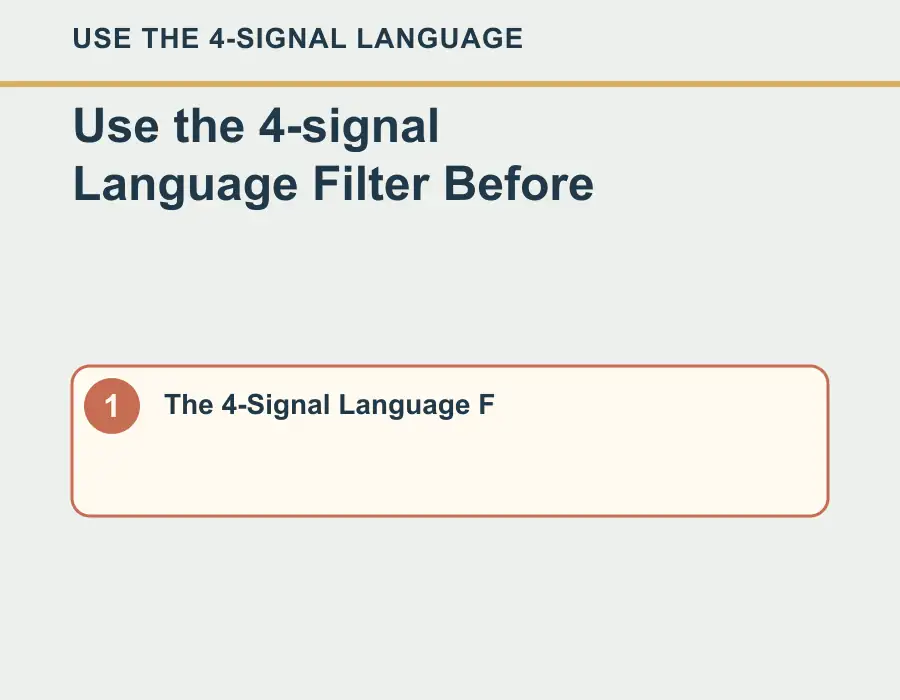 USE THE 4-SIGNAL LANGUAGE
Use the 4-signal
Language Filter Before
1
The 4-Signal Language F